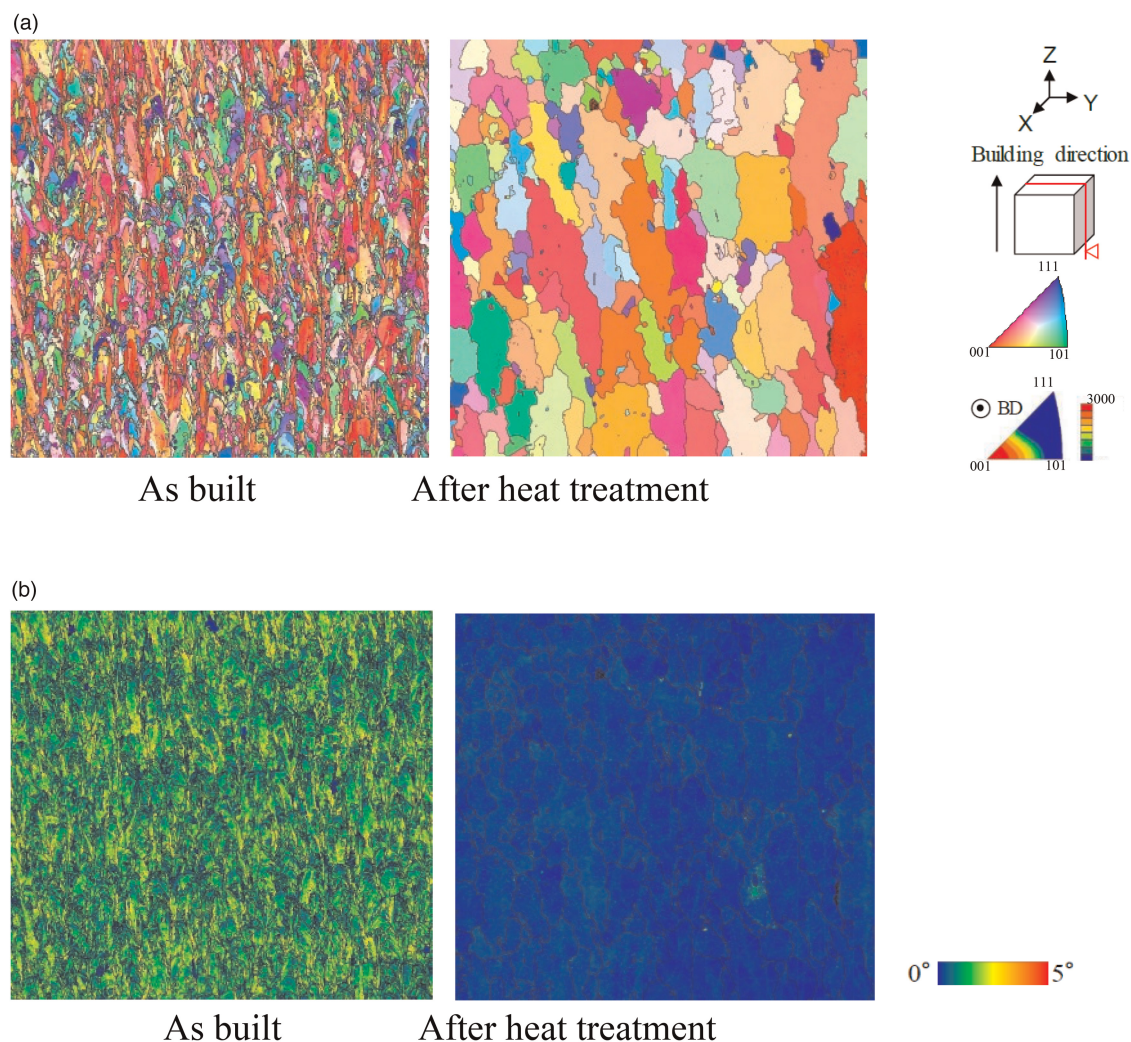 (a)
Z
Y
X
Building direction
111
001
101
111
BD
3000
001
101
As built
After heat treatment
(b)
0°
5°
As built
After heat treatment